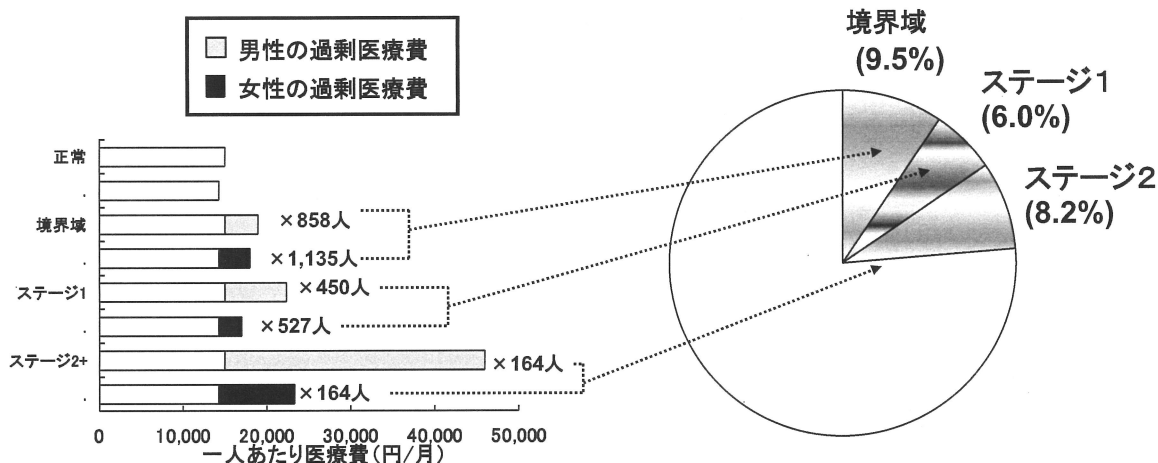 男性の過剰医療費
女性の過剰医療費
正常
.
境界域
.
ステージ1
.
ステージ2+
.
×858人
×1,135人
×450人
×527人
×164人
×164人
0 10,000 20,000 30,000 40,000 50,000
一人あたり医療費(円/月)
境界域
(9.5%)
ステージ1
(6.0%)
ステージ2
(8.2%)